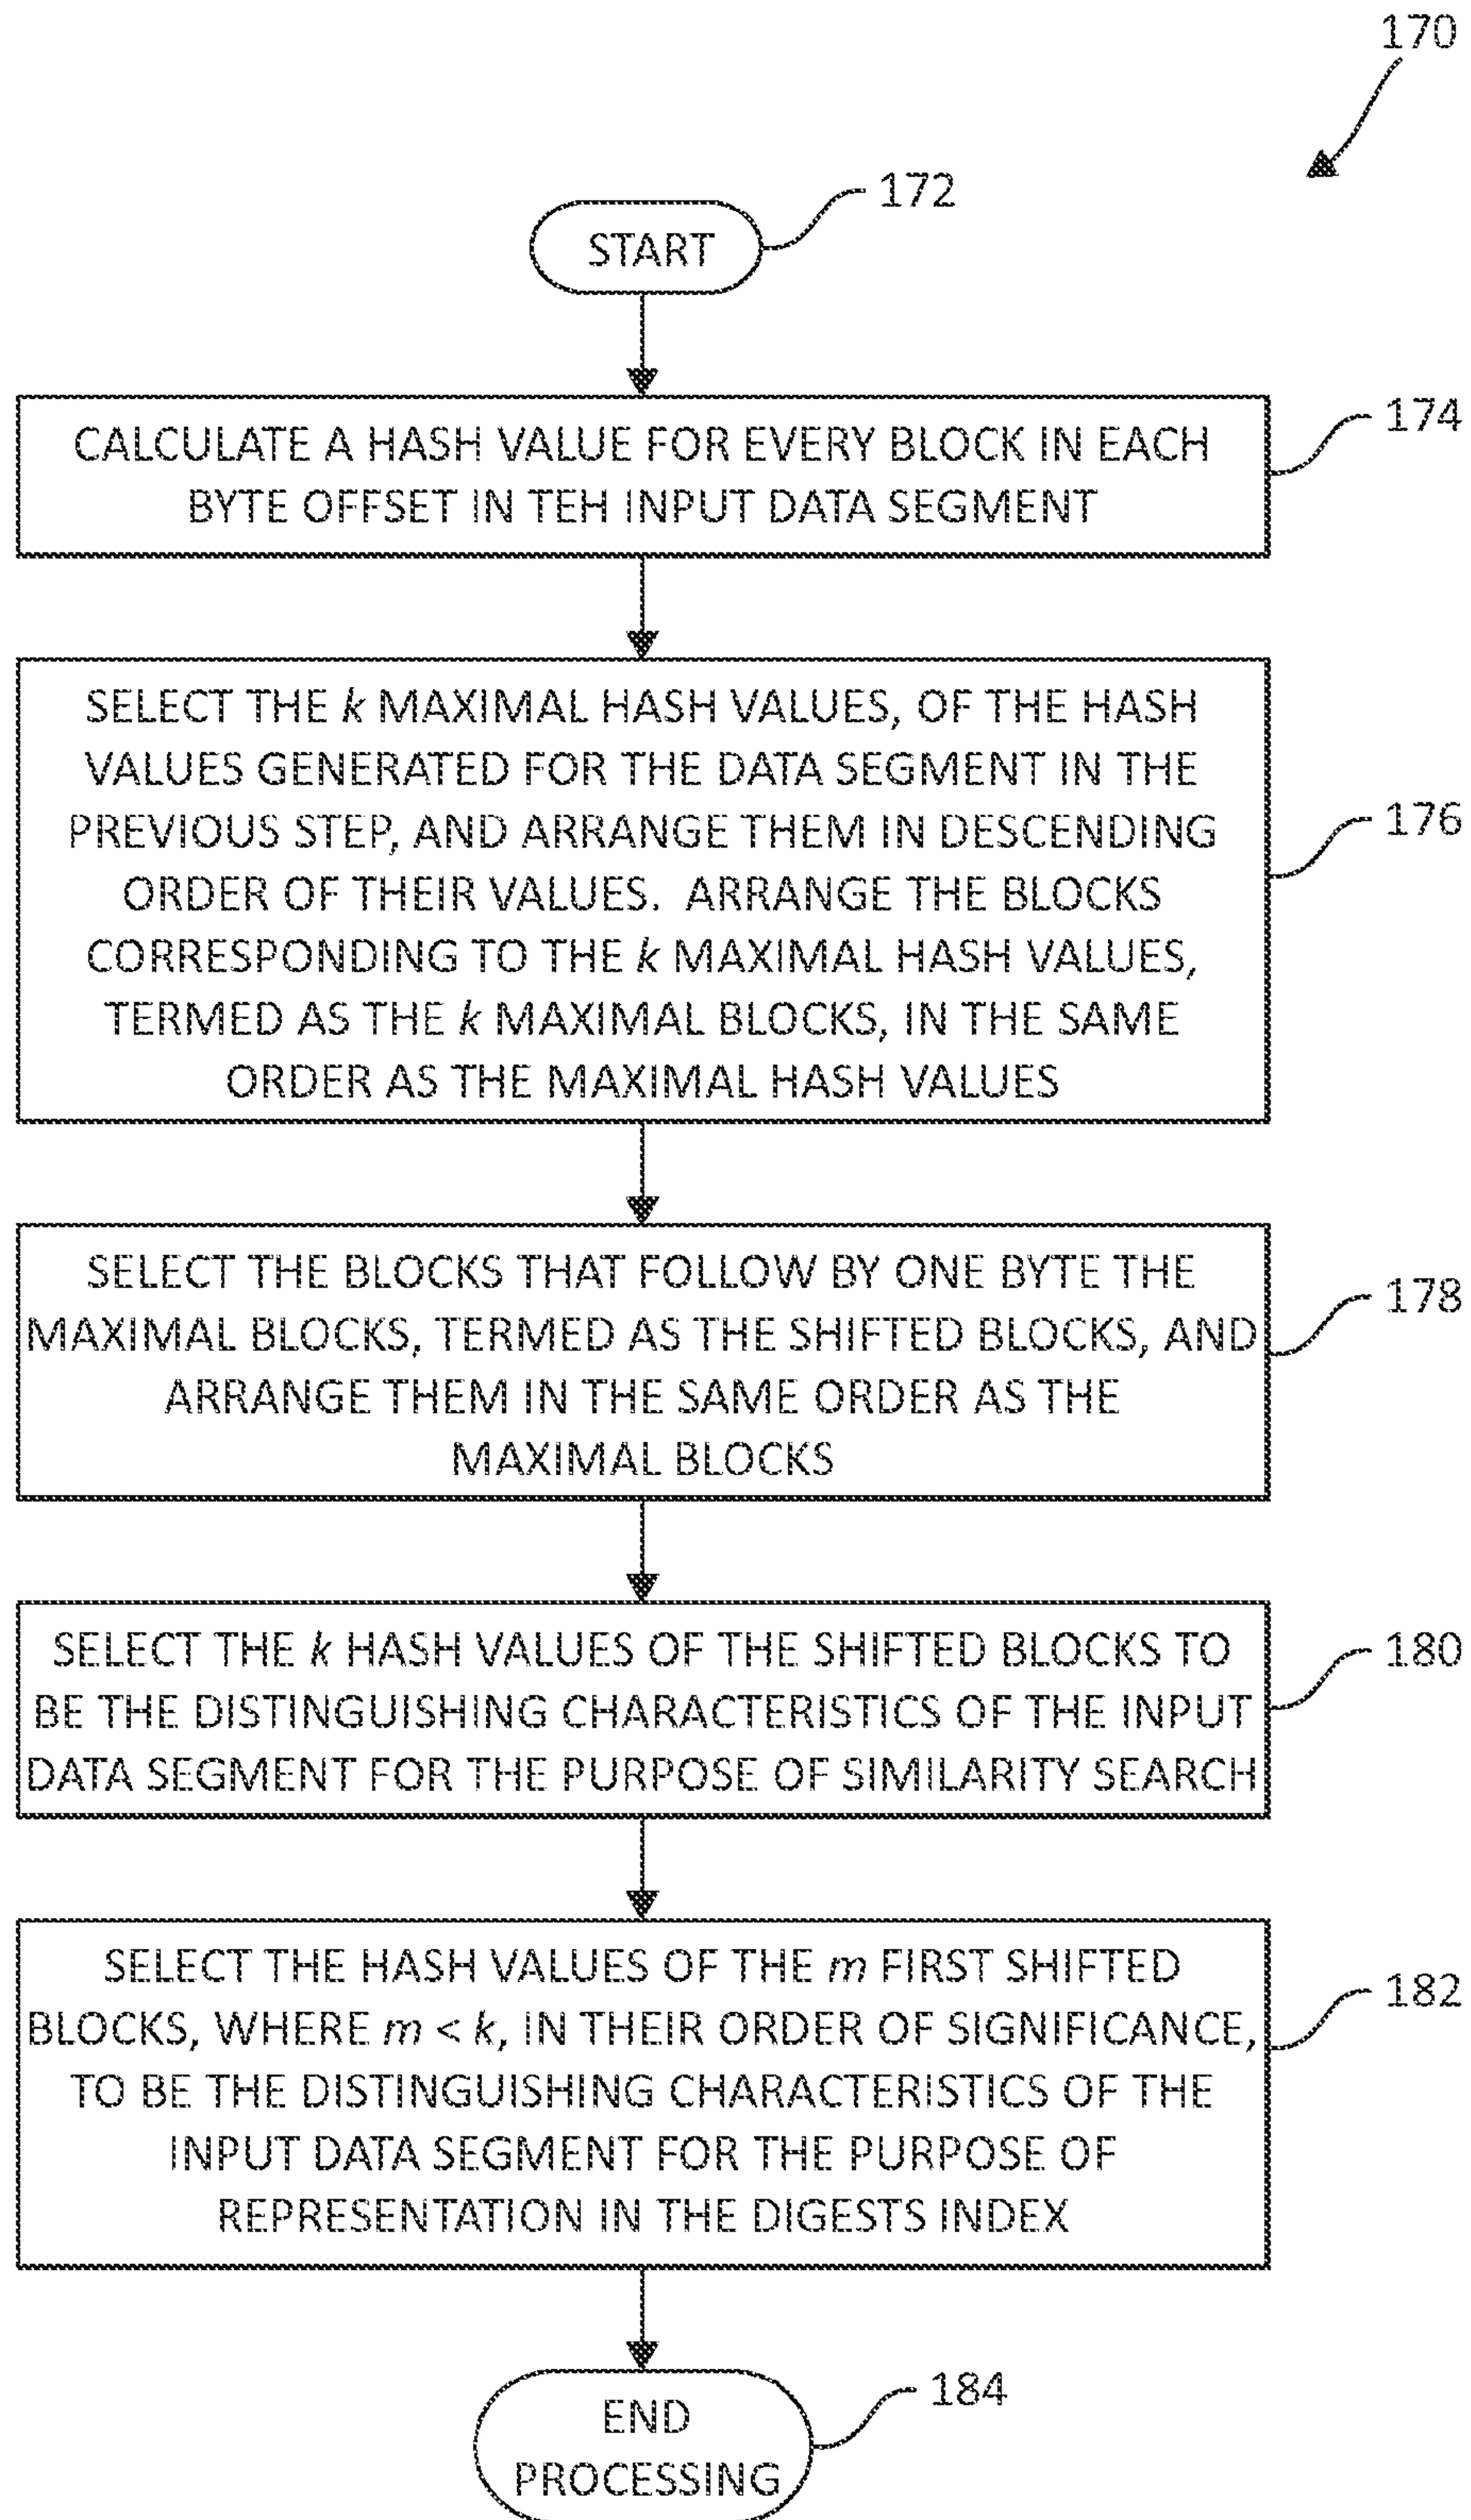 170
172
START
174
CALCULATE A HASH VALUE FOR EVERY BLOCK IN EACH
BYTE OFFSET IN TEH INPUT DATA SEGMENT
SELECT THE k MAXIMAL HASH VALUES, OF THE HASH
VALUES GENERATED FOR THE DATA SEGMENT IN THE
PREVIOUS STEP, AND ARRANGE THEM IN DESCENDING
ORDER OF THEIR VALUES. ARRANGE THE BLOCKS
CORRESPONDING TO THE k MAXIMAL HASH VALUES,
TERMED AS THE k MAXIMAL BLOCKS, IN THE SAME
ORDER AS THE MAXIMAL HASH VALUES
176
SELECT THE BLOCKS THAT FOLLOW BY ONE BYTE THE
MAXIMAL BLOCKS, TERMED AS THE SHIFTED BLOCKS, AND
ARRANGE THEM IN THE SAME ORDER AS THE
MAXIMAL BLOCKS
178
SELECT THE k HASH VALUES OF THE SHIFTED BLOCKS TO
BE THE DISTINGUISHING CHARACTERISTICS OF THE INPUT
DATA SEGMENT FOR THE PURPOSE OF SIMILARITY SEARCH
180
SELECT THE HASH VALUES OF THE m FIRST SHIFTED
BLOCKS, WHERE m < k, IN THEIR ORDER OF SIGNIFICANCE,
TO BE THE DISTINGUISHING CHARACTERISTICS OF THE
INPUT DATA SEGMENT FOR THE PURPOSE OF
REPRESENTATION IN THE DIGESTS INDEX
182
END
PROCESSING
184